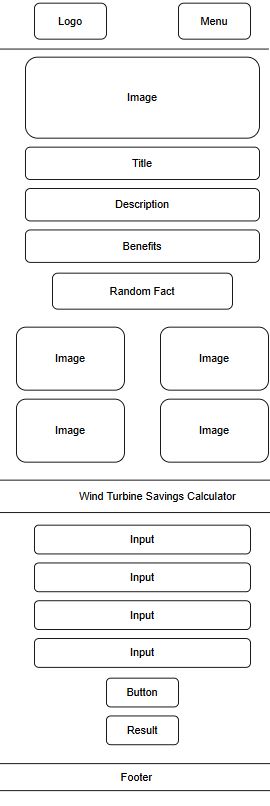 Logo
Menu
Image
Title
Description
Benefits
Random Fact
Image
Image
Image
Image
Wind Turbine Savings Calculator
Input
Input
Input
Input
Button
Result
Footer